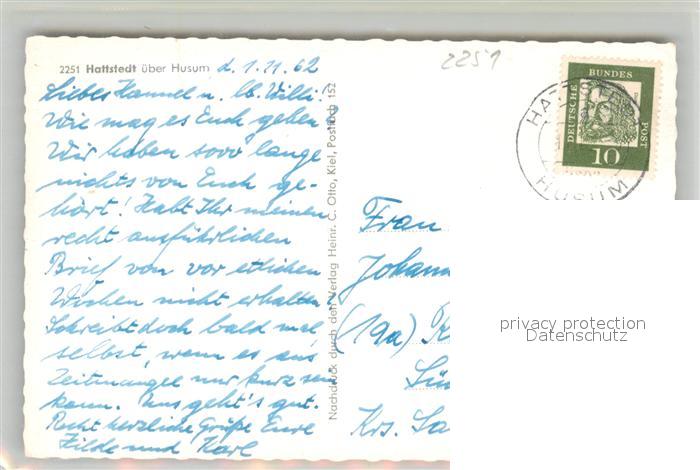 2251 Hattstedt über Husum d. 1.11.62
2251
Liebes Hannel u. lb. Willi!
Wie mag es Euch gehen?
Wir haben sooo lange
nichts von Euch ge-
hört! Habt Ihr meinen
recht ausführlichen
Brief von vor etlichen
Wochen nicht erhalten?
Schreibt doch bald mal
selbst, wenn es aus
Zeitmangel nur kurz sein
kann. Uns geht's gut.
Recht herzliche Grüße Eure
Hilde und Karl
Nachdruck durch den Verlag Heinr. C. Otto, Kiel, Postfach 152
DEUTSCHE BUNDESPOST
10
HUSUM
Frau
Johann
(19a)
Krs. Sa
privacy protection
Datenschutz